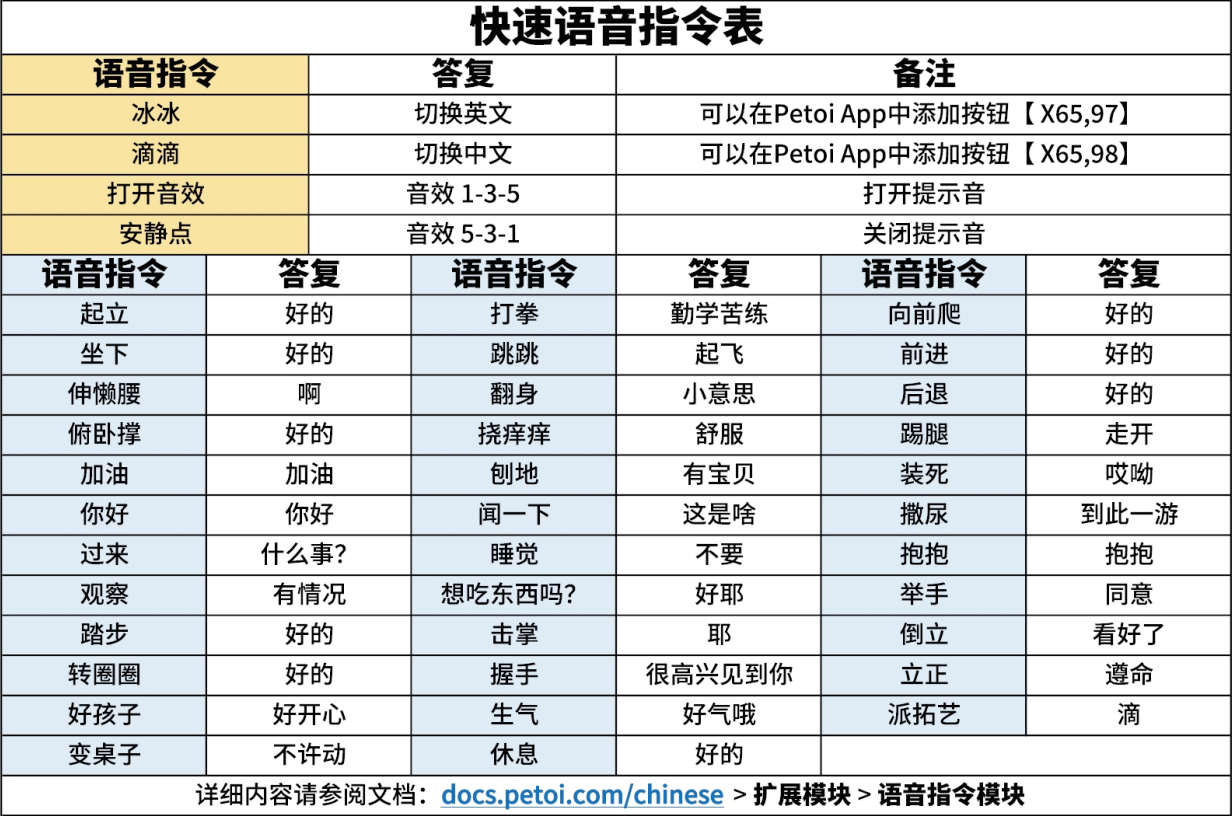 快速语音指令表
语音指令 答复 备注
冰冰 切换英文 可以在Petoi App中添加按钮【 X65,97】
滴滴 切换中文 可以在Petoi App中添加按钮【 X65,98】
打开音效 音效 1-3-5 打开提示音
安静点 音效 5-3-1 关闭提示音
语音指令 答复 语音指令 答复 语音指令 答复
起立 好的 打拳 勤学苦练 向前爬 好的
坐下 好的 跳跳 起飞 前进 好的
伸懒腰 啊 翻身 小意思 后退 好的
俯卧撑 好的 挠痒痒 舒服 踢腿 走开
加油 加油 刨地 有宝贝 装死 哎呦
你好 你好 闻一下 这是啥 撒尿 到此一游
过来 什么事? 睡觉 不要 抱抱 抱抱
观察 有情况 想吃东西吗? 好耶 举手 同意
踏步 好的 击掌 耶 倒立 看好了
转圈圈 好的 握手 很高兴见到你 立正 遵命
好孩子 好开心 生气 好气哦 派拓艺 滴
变桌子 不许动 休息 好的
详细内容请参阅文档：docs.petoi.com/chinese > 扩展模块 > 语音指令模块